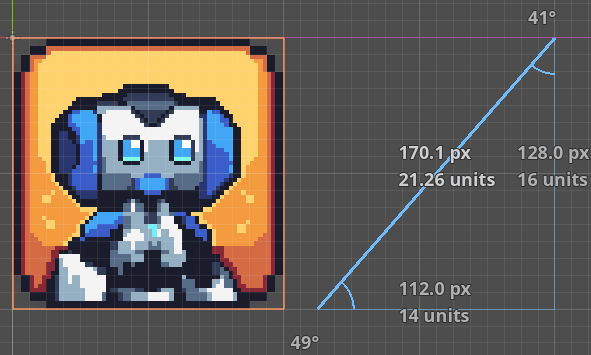 41°
170.1 px
128.0 px
21.26 units
16 units
112.0 px
14 units
49°